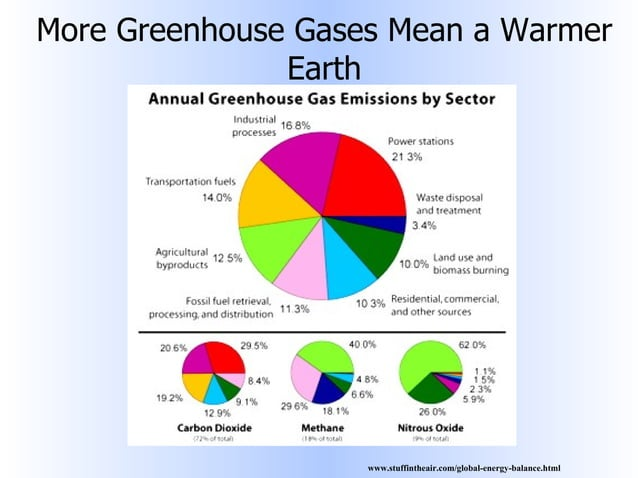 More Greenhouse Gases Mean a Warmer
Earth
Annual Greenhouse Gas Emissions by Sector
Industrial
processes
16.8%
Power stations
21 3%
Transportation fuels
14.0%
Waste disposal
and treatment
3.4%
Agricultural
byproducts
12 5%
Land use and
biomass burning
10 0%
Fossil fuel retrieval,
processing, and distribution
11.3%
10 3%
Residential, commercial,
and other sources
20 6%
29.5%
8.4%
9.1%
12 9%
19.2%
Carbon Dioxide
(72% of total)
40.0%
4 8%
6.6%
18.1%
29 6%
Methane
(18% of total)
62 0%
1.1%
1 5%
2 3%
5.9%
26.0%
Nitrous Oxide
(9% of total)
www.stuffintheair.com/global-energy-balance.html